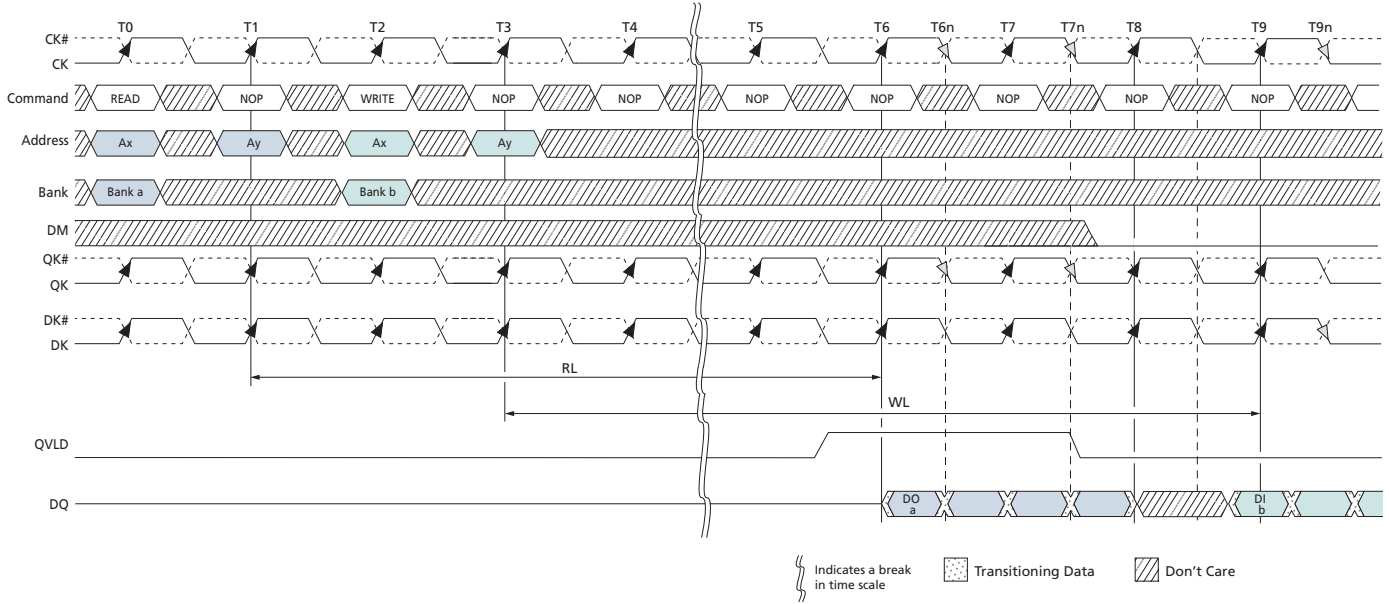 T0 T1 T2 T3 T4 T5 T6 T6n T7 T7n T8 T9 T9n
CK#
CK
Command READ NOP WRITE NOP NOP NOP NOP NOP NOP NOP
Address Ax Ay Ax Ay
Bank Bank a Bank b
DM
QK#
QK
DK#
DK
RL
WL
QVLD
DQ DO a DI b
Indicates a break
in time scale
Transitioning Data
Don't Care